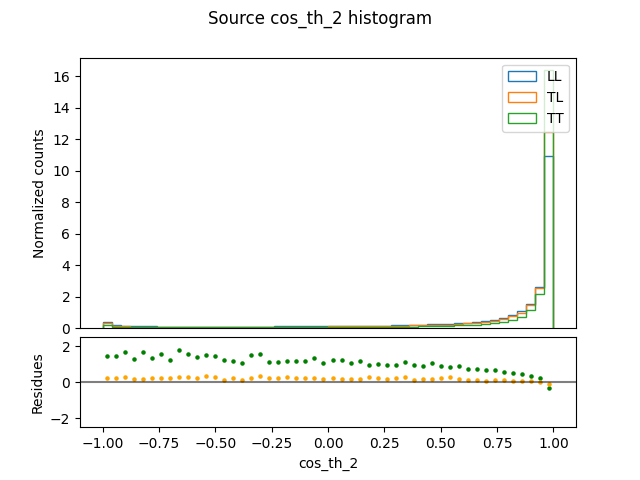 Source cos_th_2 histogram
Normalized counts
16
14
12
10
8
6
4
2
0
LL
TL
TT
Residues
2
0
−2
−1.00 −0.75 −0.50 −0.25 0.00 0.25 0.50 0.75 1.00
cos_th_2